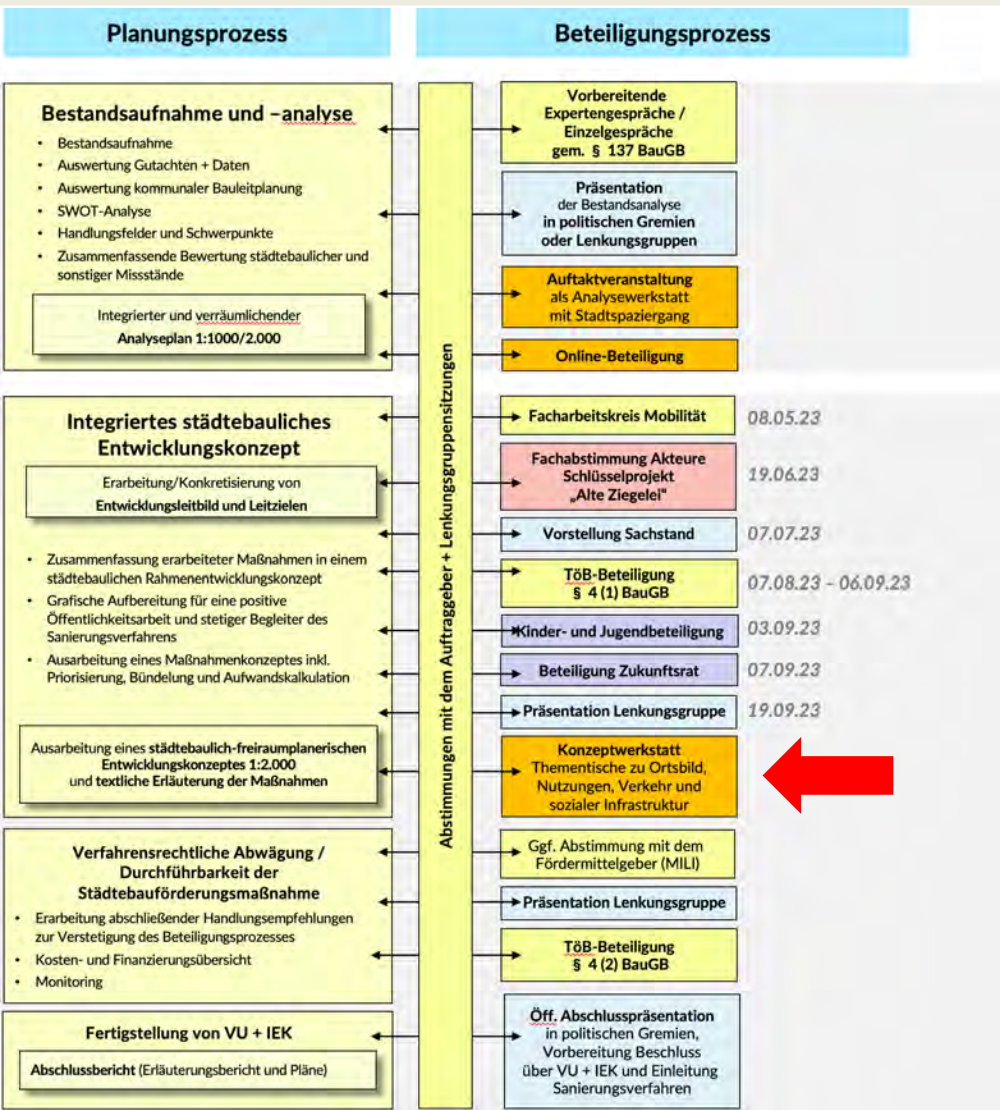 Planungsprozess
Beteiligungsprozess
Bestandsaufnahme und –analyse
• Bestandsaufnahme
• Auswertung Gutachten + Daten
• Auswertung kommunaler Bauleitplanung
• SWOT-Analyse
• Handlungsfelder und Schwerpunkte
• Zusammenfassende Bewertung städtebaulicher und
sonstiger Missstände
Integrierter und verräumlichender
Analyseplan 1:1000/2.000
Integriertes städtebauliches
Entwicklungskonzept
Erarbeitung/Konkretisierung von
Entwicklungsleitbild und Leitzielen
• Zusammenfassung erarbeiteter Maßnahmen in einem
städtebaulichen Rahmenentwicklungskonzept
• Grafische Aufbereitung für eine positive
Öffentlichkeitsarbeit und stetiger Begleiter des
Sanierungsverfahrens
• Ausarbeitung eines Maßnahmenkonzeptes inkl.
Priorisierung, Bündelung und Aufwandskalkulation
Ausarbeitung eines städtebaulich-freiraumplanerischen
Entwicklungskonzeptes 1:2.000
und textliche Erläuterung der Maßnahmen
Verfahrensrechtliche Abwägung /
Durchführbarkeit der
Städtebauförderungsmaßnahme
• Erarbeitung abschließender Handlungsempfehlungen
zur Verstetigung des Beteiligungsprozesses
• Kosten- und Finanzierungsübersicht
• Monitoring
Fertigstellung von VU + IEK
Abschlussbericht (Erläuterungsbericht und Pläne)
Abstimmungen mit dem Auftraggeber + Lenkungsgruppensitzungen
Vorbereitende
Expertengespräche /
Einzelgespräche
gem. § 137 BauGB
Präsentation
der Bestandsanalyse
in politischen Gremien
oder Lenkungsgruppen
Auftaktveranstaltung
als Analysewerkstatt
mit Stadtspaziergang
Online-Beteiligung
Facharbeitskreis Mobilität
08.05.23
Fachabstimmung Akteure
Schlüsselprojekt
„Alte Ziegelei“
19.06.23
Vorstellung Sachstand
07.07.23
TöB-Beteiligung
§ 4 (1) BauGB
07.08.23 – 06.09.23
Kinder- und Jugendbeteiligung
03.09.23
Beteiligung Zukunftsrat
07.09.23
Präsentation Lenkungsgruppe
19.09.23
Konzeptwerkstatt
Thementische zu Ortsbild,
Nutzungen, Verkehr und
sozialer Infrastruktur
Ggf. Abstimmung mit dem
Fördermittelgeber (MILI)
Präsentation Lenkungsgruppe
TöB-Beteiligung
§ 4 (2) BauGB
Öff. Abschlusspräsentation
in politischen Gremien,
Vorbereitung Beschluss
über VU + IEK und Einleitung
Sanierungsverfahren